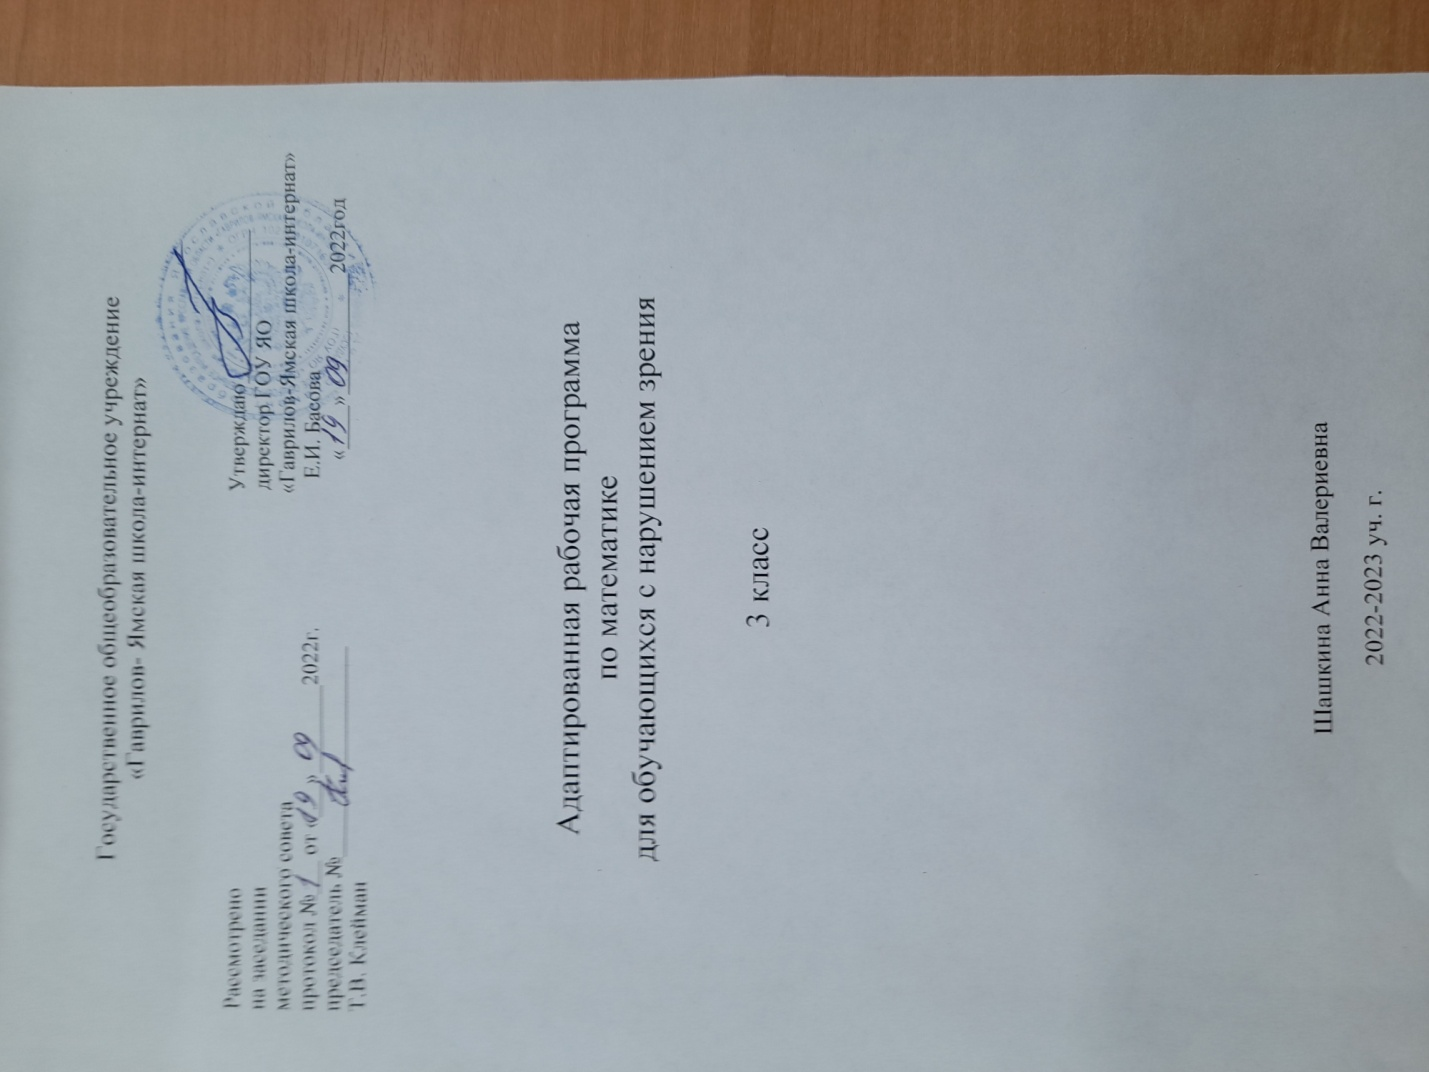 Государственное общеобразовательное учреждение
«Гаврилов- Ямская школа-интернат»
Рассмотрено
на заседании
методического совета
протокол № 1 от «19 » 09 2022г.
председатель №
Т.В. Клейман
Утверждаю
директор ГОУ ЯО
«Гаврилов-Ямская школа-интернат»
Е.И. Басова
« 19 » 09 2022год
Адаптированная рабочая программа
по математике
для обучающихся с нарушением зрения
3 класс
Шашкина Анна Валериевна
2022-2023 уч. г.